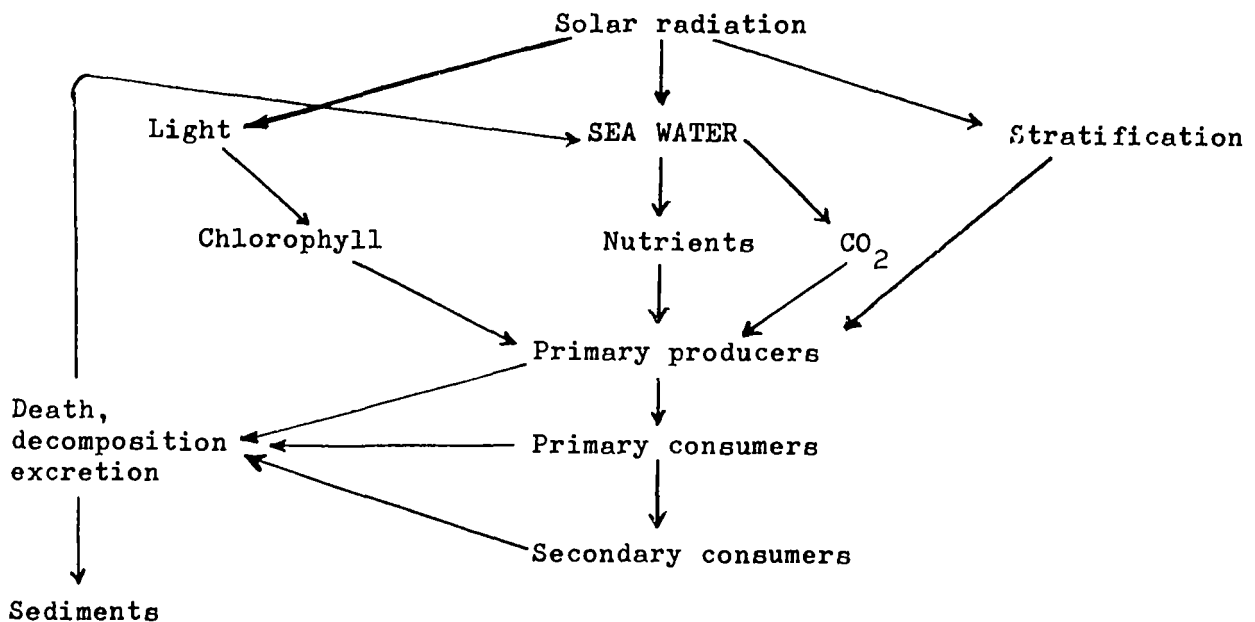 Solar radiation
Light
SEA WATER
Stratification
Chlorophyll
Nutrients
CO2
Primary producers
Death,
decomposition
excretion
Primary consumers
Secondary consumers
Sediments